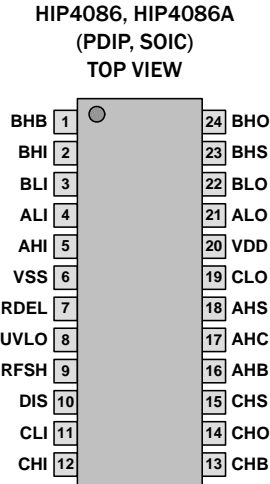 HIP4086, HIP4086A
(PDIP, SOIC)
TOP VIEW
BHB 1 24 BHO
BHI 2 23 BHS
BLI 3 22 BLO
ALI 4 21 ALO
AHI 5 20 VDD
VSS 6 19 CLO
RDEL 7 18 AHS
UVLO 8 17 AHC
RFSH 9 16 AHB
DIS 10 15 CHS
CLI 11 14 CHO
CHI 12 13 CHB